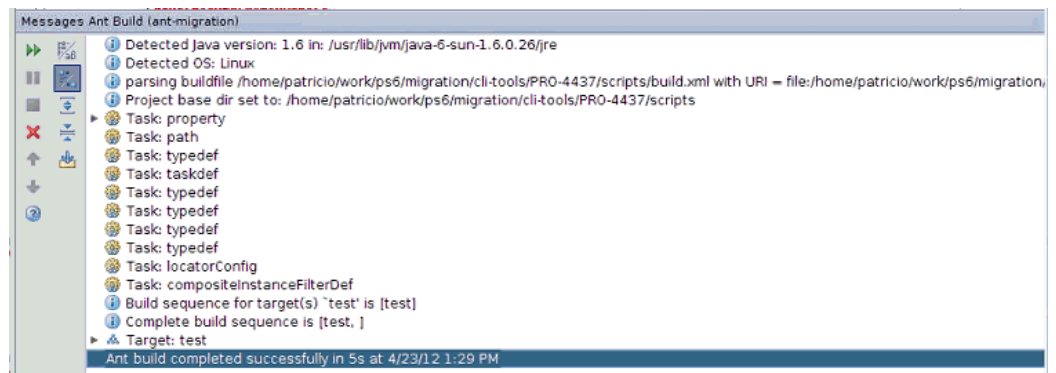 Messages Ant Build (ant-migration)
Detected Java version: 1.6 in: /usr/lib/jvm/java-6-sun-1.6.0.26/jre
Detected OS: Linux
parsing buildfile /home/patricio/work/ps6/migration/cli-tools/PRO-4437/scripts/build.xml with URI = file:/home/patricio/work/ps6/migration/
Project base dir set to: /home/patricio/work/ps6/migration/cli-tools/PRO-4437/scripts
Task: property
Task: path
Task: typedef
Task: taskdef
Task: typedef
Task: typedef
Task: typedef
Task: typedef
Task: locatorConfig
Task: compositeInstanceFilterDef
Build sequence for target(s) `test' is [test]
Complete build sequence is [test, ]
Target: test
Ant build completed successfully in 5s at 4/23/12 1:29 PM